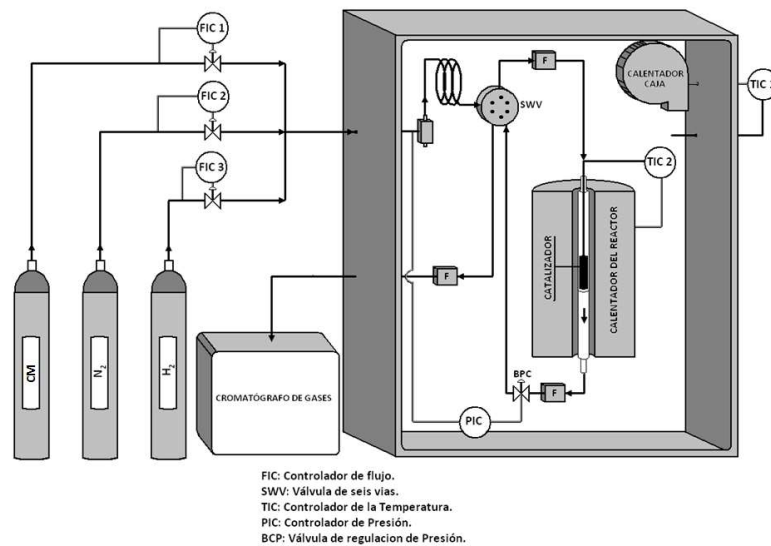 FIC 1
FIC 2
FIC 3
CM
N2
H2
CROMATÓGRAFO DE GASES
F
SWV
CALENTADOR
CAJA
TIC 2
CATALIZADOR
CALENTADOR DEL REACTOR
F
BPC
F
PIC
FIC: Controlador de flujo.
SWV: Válvula de seis vias.
TIC: Controlador de la Temperatura.
PIC: Controlador de Presión.
BCP: Válvula de regulacion de Presión.